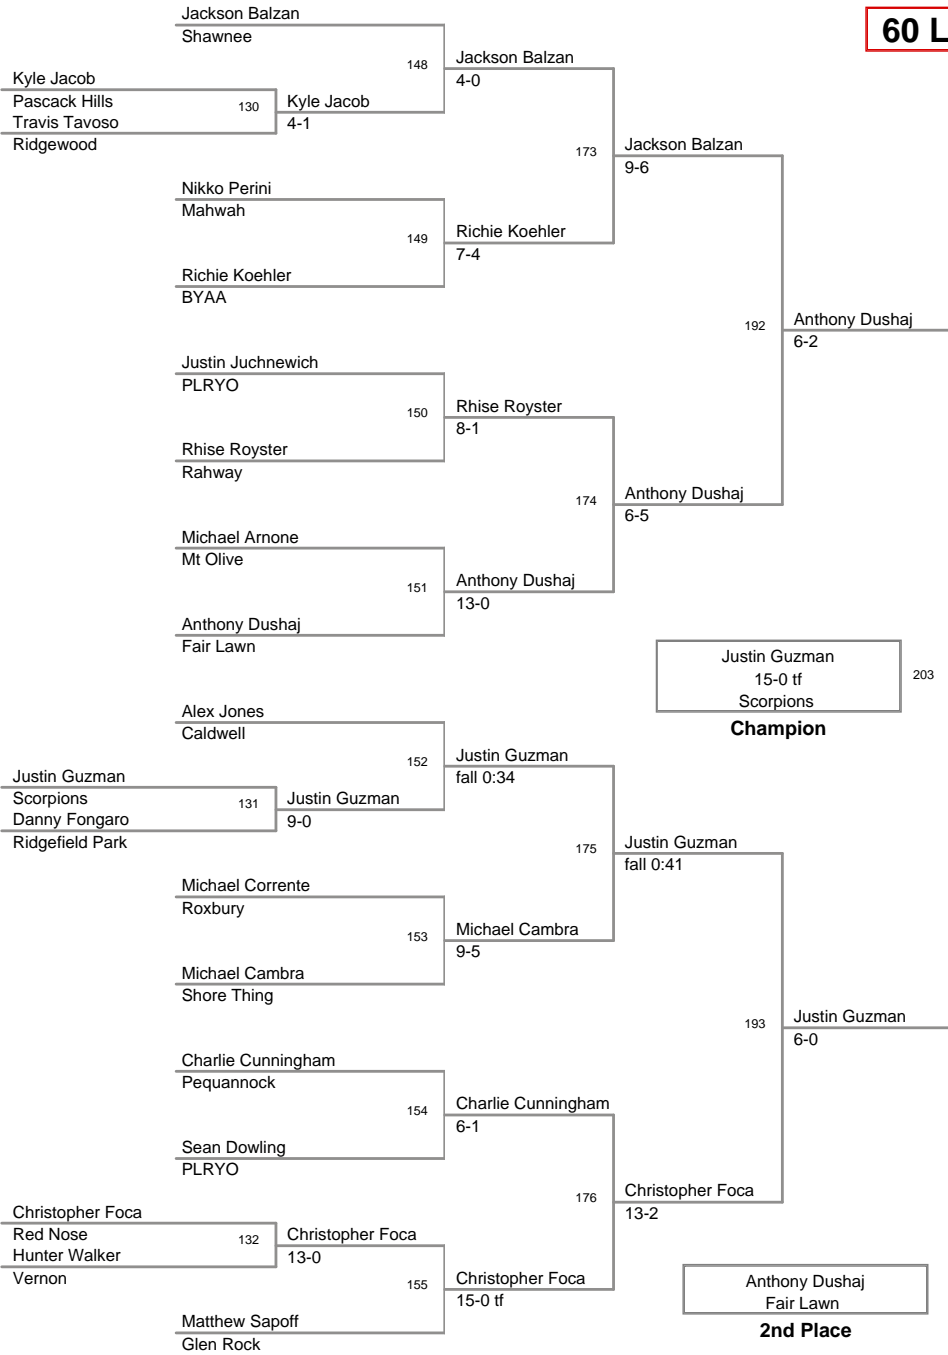 Jackson Balzan
Shawnee
60 L
148
Jackson Balzan
4-0
Kyle Jacob
Pascack Hills
130
Kyle Jacob
4-1
Travis Tavoso
Ridgewood
173
Jackson Balzan
9-6
Nikko Perini
Mahwah
149
Richie Koehler
7-4
Richie Koehler
BYAA
192
Anthony Dushaj
6-2
Justin Juchnewich
PLRYO
150
Rhise Royster
8-1
Rhise Royster
Rahway
174
Anthony Dushaj
6-5
Michael Arnone
Mt Olive
151
Anthony Dushaj
13-0
Anthony Dushaj
Fair Lawn
Justin Guzman
15-0 tf
Scorpions
203
Champion
Alex Jones
Caldwell
152
Justin Guzman
fall 0:34
Justin Guzman
Scorpions
131
Justin Guzman
9-0
Danny Fongaro
Ridgefield Park
175
Justin Guzman
fall 0:41
Michael Corrente
Roxbury
153
Michael Cambra
9-5
Michael Cambra
Shore Thing
193
Justin Guzman
6-0
Charlie Cunningham
Pequannock
154
Charlie Cunningham
6-1
Sean Dowling
PLRYO
176
Christopher Foca
13-2
Christopher Foca
Red Nose
132
Christopher Foca
13-0
Hunter Walker
Vernon
155
Christopher Foca
15-0 tf
Matthew Sapoff
Glen Rock
Anthony Dushaj
Fair Lawn
2nd Place